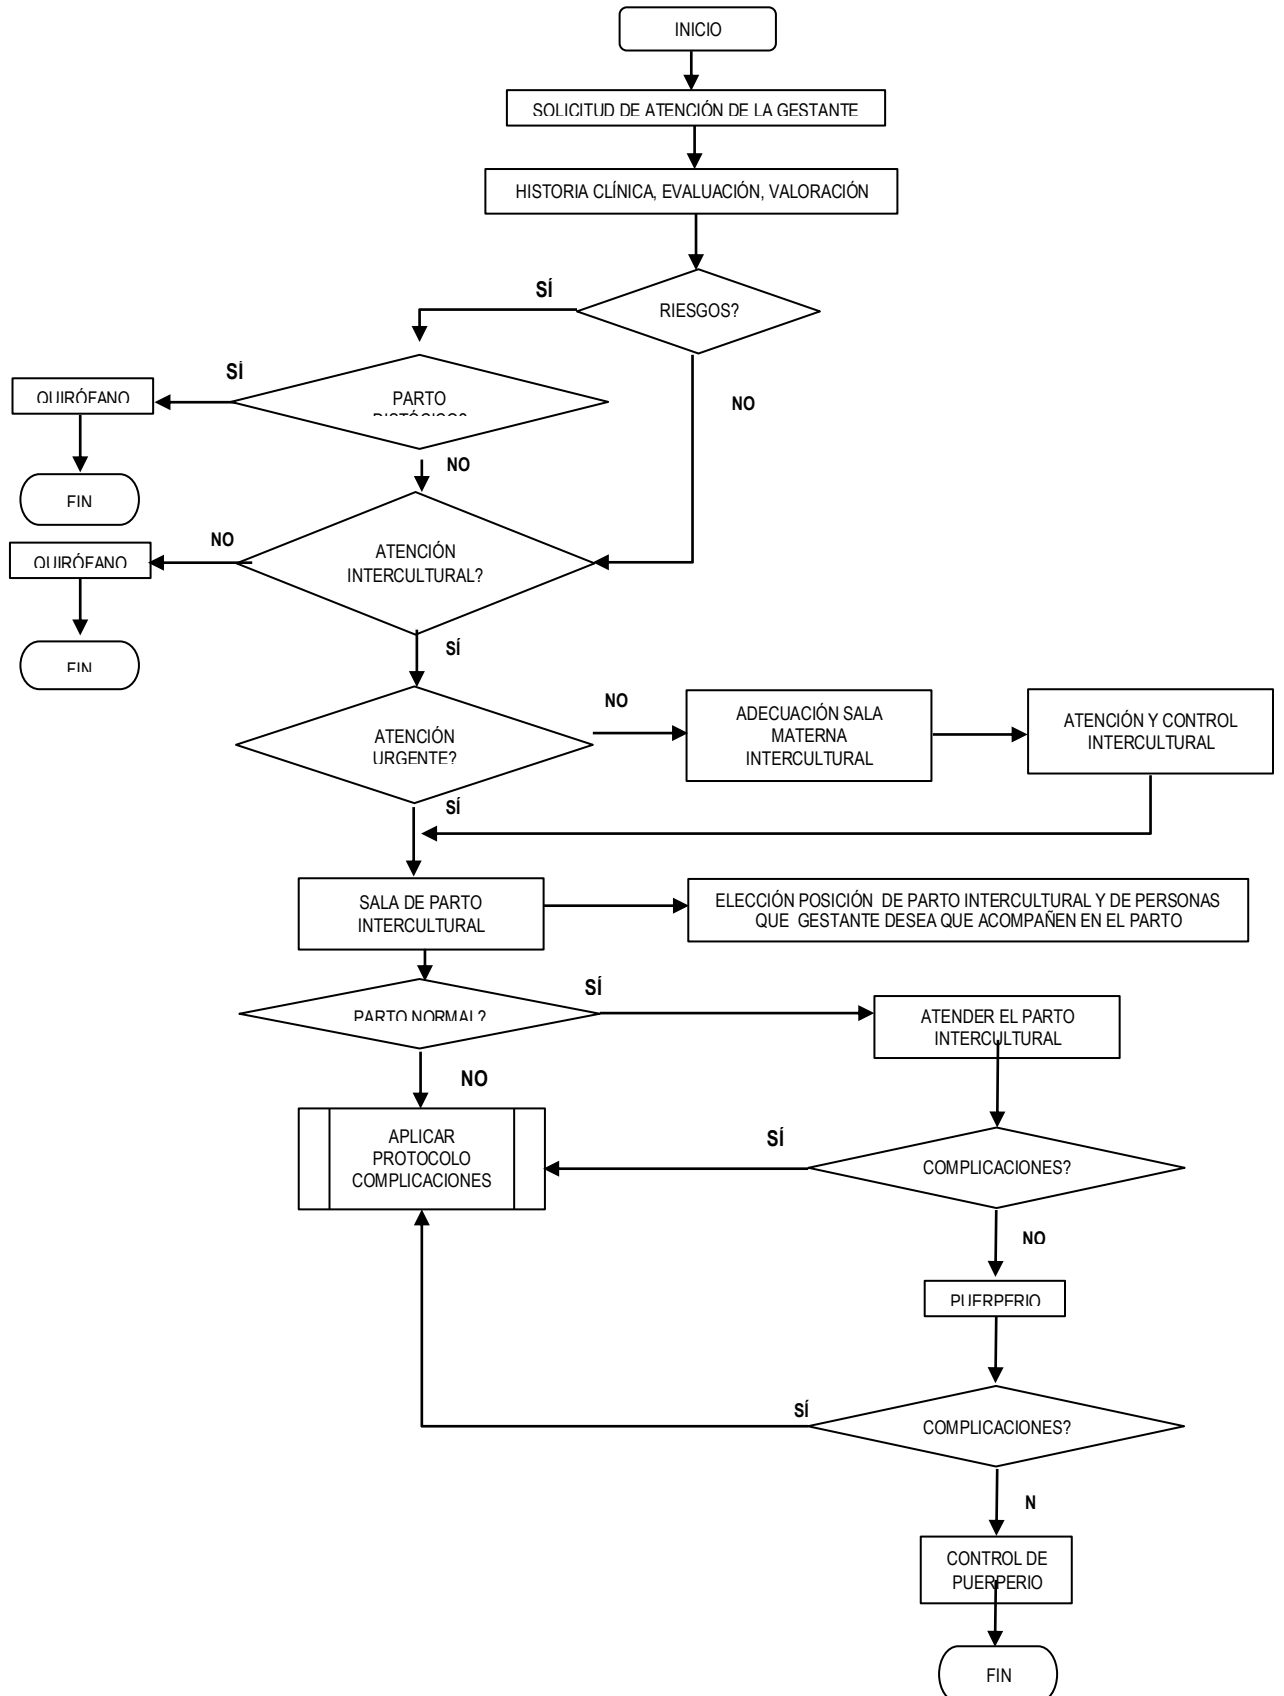 INICIO
SOLICITUD DE ATENCIÓN DE LA GESTANTE
HISTORIA CLÍNICA, EVALUACIÓN, VALORACIÓN
RIESGOS?
SÍ
NO
PARTO
DISTÓCICO?
SÍ
QUIRÓFANO
FIN
NO
ATENCIÓN
INTERCULTURAL?
NO
QUIRÓFANO
FIN
SÍ
ATENCIÓN
URGENTE?
NO
ADECUACIÓN SALA
MATERNA
INTERCULTURAL
ATENCIÓN Y CONTROL
INTERCULTURAL
SÍ
SALA DE PARTO
INTERCULTURAL
ELECCIÓN POSICIÓN DE PARTO INTERCULTURAL Y DE PERSONAS
QUE GESTANTE DESEA QUE ACOMPAÑEN EN EL PARTO
PARTO NORMAL?
SÍ
ATENDER EL PARTO
INTERCULTURAL
NO
APLICAR
PROTOCOLO
COMPLICACIONES
SÍ
COMPLICACIONES?
NO
PUERPERIO
SÍ
COMPLICACIONES?
N
CONTROL DE
PUERPERIO
FIN